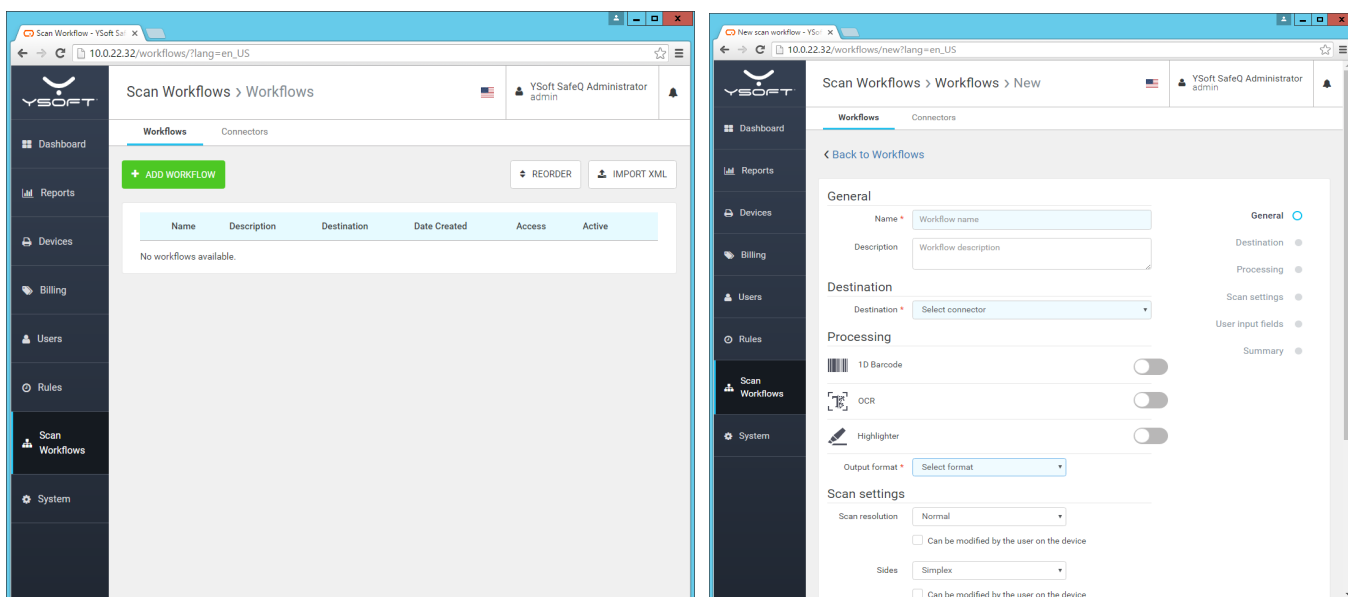 Scan Workflow - YSoft Saf
10.0.22.32/workflows/?lang=en_US
YSOFT
Scan Workflows > Workflows
YSoft SafeQ Administrator
admin
Workflows
Connectors
Dashboard
Reports
Devices
Billing
Users
Rules
Scan
Workflows
System
+ ADD WORKFLOW
REORDER
IMPORT XML
Name Description Destination Date Created Access Active
No workflows available.
New scan workflow - YSof
10.0.22.32/workflows/new?lang=en_US
YSOFT
Scan Workflows > Workflows > New
YSoft SafeQ Administrator
admin
Workflows
Connectors
Dashboard
Reports
Devices
Billing
Users
Rules
Scan
Workflows
System
Back to Workflows
General
Name * Workflow name
Description Workflow description
Destination
Destination * Select connector
Processing
1D Barcode
OCR
Highlighter
Output format * Select format
Scan settings
Scan resolution Normal
Can be modified by the user on the device
Sides Simplex
Can be modified by the user on the device
General
Destination
Processing
Scan settings
User input fields
Summary